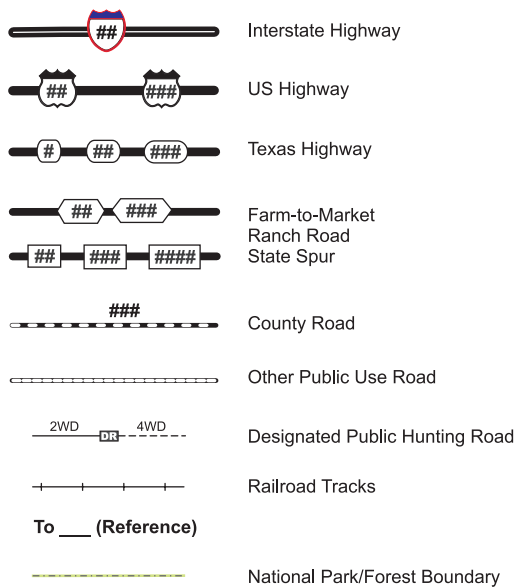 ## Interstate Highway
## ### US Highway
# ## ### Texas Highway
## ### Farm-to-Market
Ranch Road
## ### #### State Spur
###
County Road
Other Public Use Road
2WD DR 4WD Designated Public Hunting Road
Railroad Tracks
To ___ (Reference)
National Park/Forest Boundary